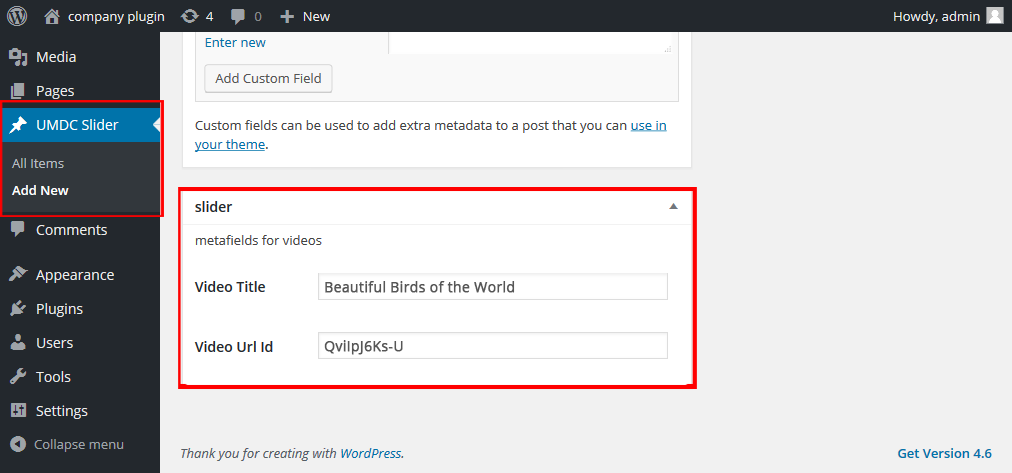 company plugin 4 0 New Howdy, admin
Media
Pages
UMDC Slider
All Items
Add New
Comments
Appearance
Plugins
Users
Tools
Settings
Collapse menu
Enter new
Add Custom Field
Custom fields can be used to add extra metadata to a post that you can use in
your theme.
slider
metafields for videos
Video Title Beautiful Birds of the World
Video Url Id QviIpJ6Ks-U
Thank you for creating with WordPress. Get Version 4.6